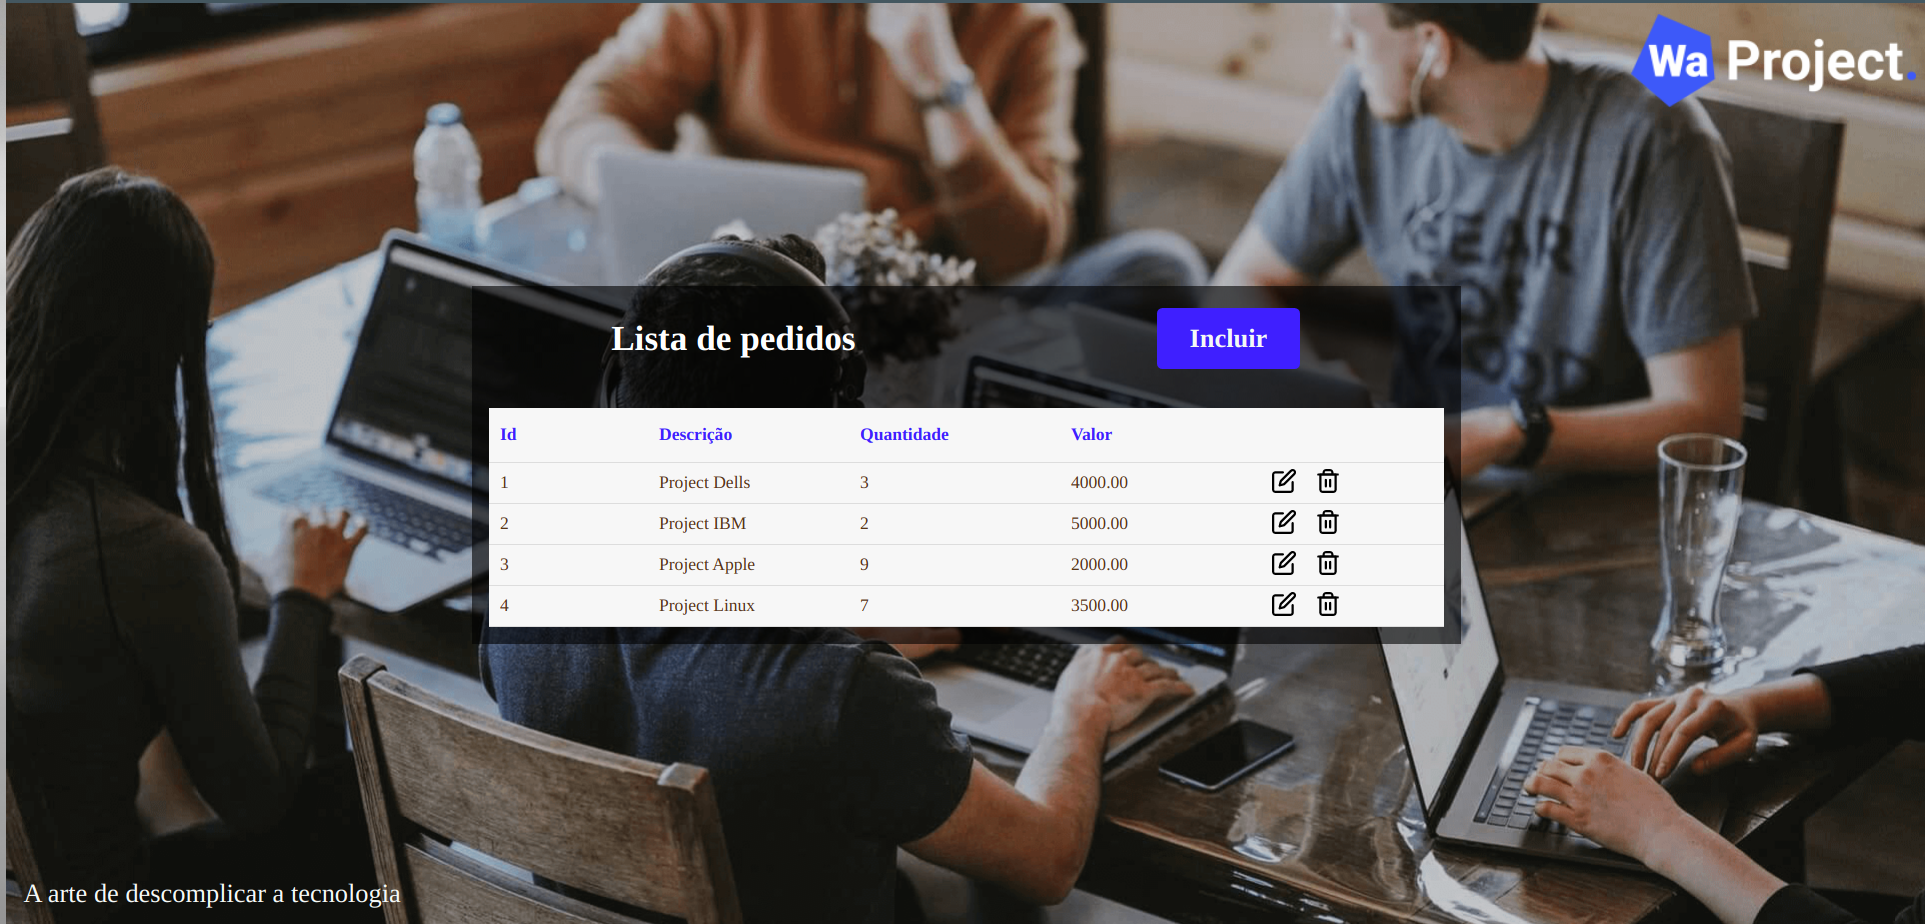 Wa Project.
Lista de pedidos
Incluir
Id Descrição Quantidade Valor
1 Project Dells 3 4000.00
2 Project IBM 2 5000.00
3 Project Apple 9 2000.00
4 Project Linux 7 3500.00
A arte de descomplicar a tecnologia